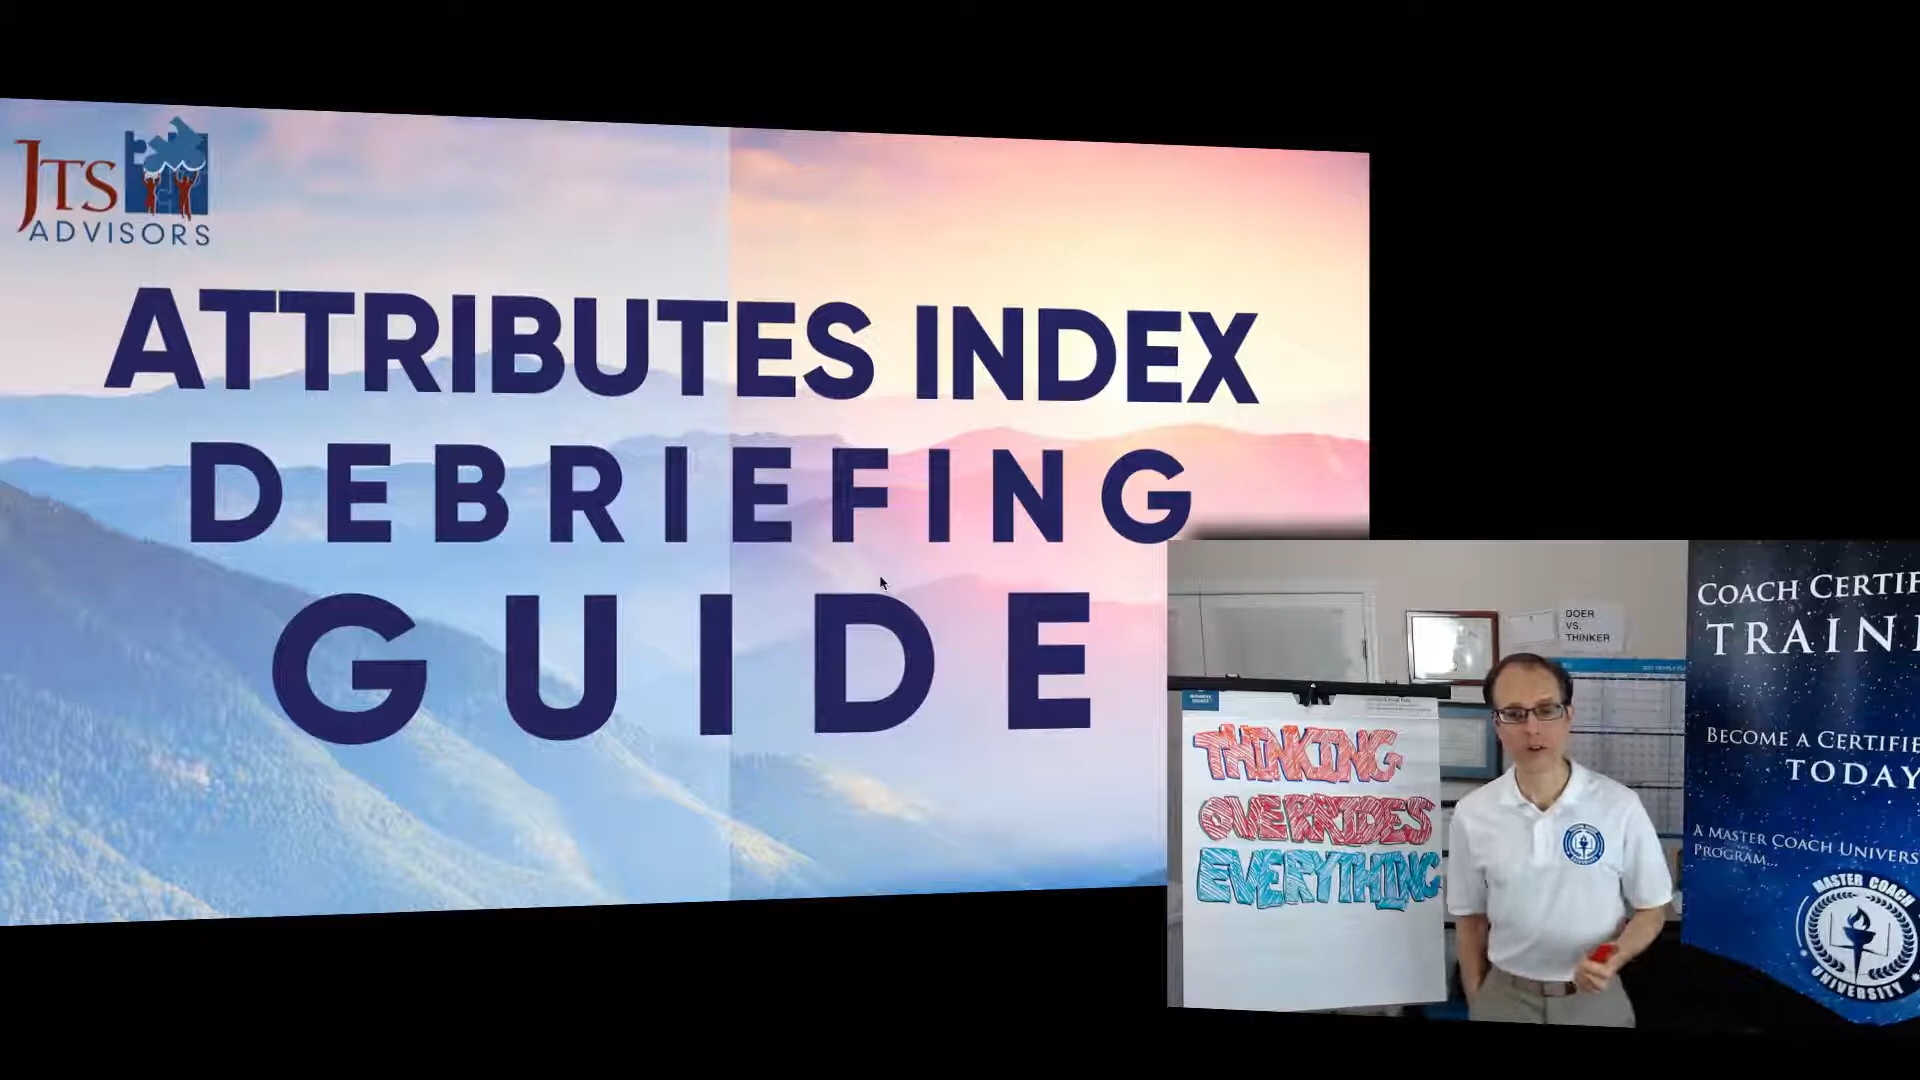 JTS
ADVISORS
ATTRIBUTES INDEX
DEBRIEFING
GUIDE
DOER
VS.
THINKER
THINKING
OVERRIDES
EVERYTHING
COACH CERTIF
TRAIN
BECOME A CERTIFIE
TODAY
A MASTER COACH UNIVERS
PROGRAM...
MASTER COACH
UNIVERSITY